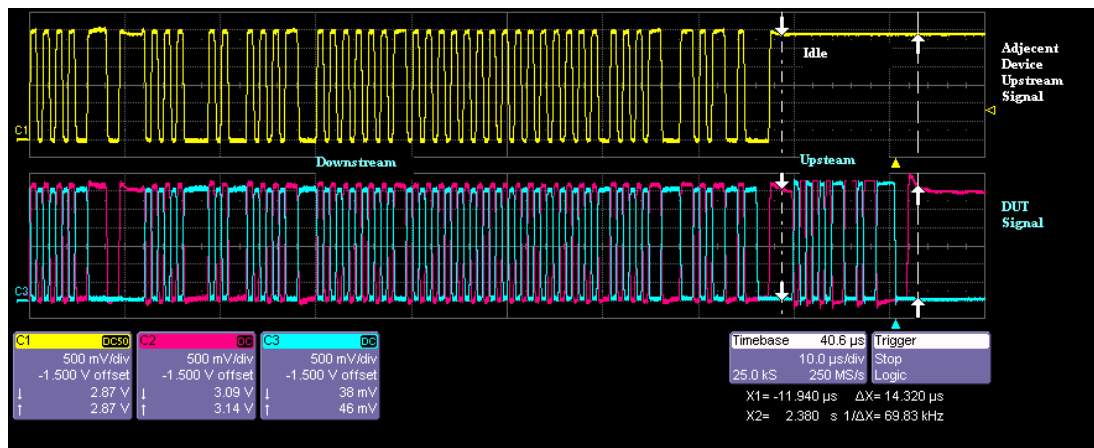 Idle
Adjecent
Device
Upstream
Signal
C1
Downstream
Upsteam
DUT
Signal
C3
C1 DC50
500 mV/div
-1.500 V offset
↓ 2.87 V
↑ 2.87 V
C2 DC
500 mV/div
-1.500 V offset
3.09 V
3.14 V
C3 DC
500 mV/div
-1.500 V offset
↓ 38 mV
↑ 46 mV
Timebase 40.6 µs
10.0 µs/div
25.0 kS 250 MS/s
Trigger
Stop
Logic
X1= -11.940 µs ΔX= 14.320 µs
X2= 2.380 s 1/ΔX= 69.83 kHz